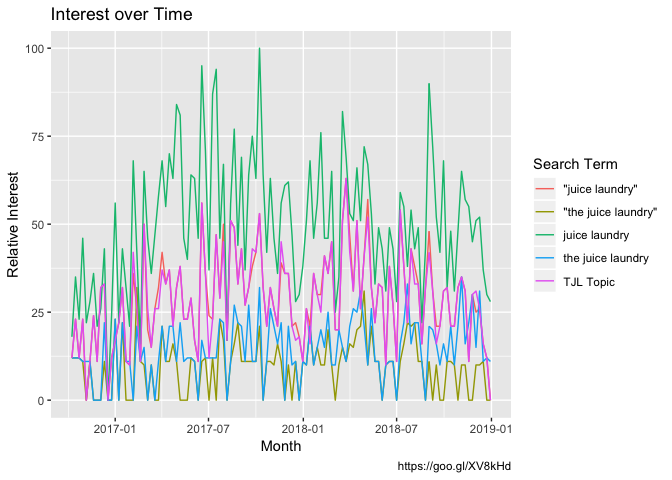 Interest over Time
100
75
50
25
0
Relative Interest
2017-01 2017-07 2018-01 2018-07 2019-01
Month
Search Term
"juice laundry"
"the juice laundry"
juice laundry
the juice laundry
TJL Topic
https://goo.gl/XV8kHd